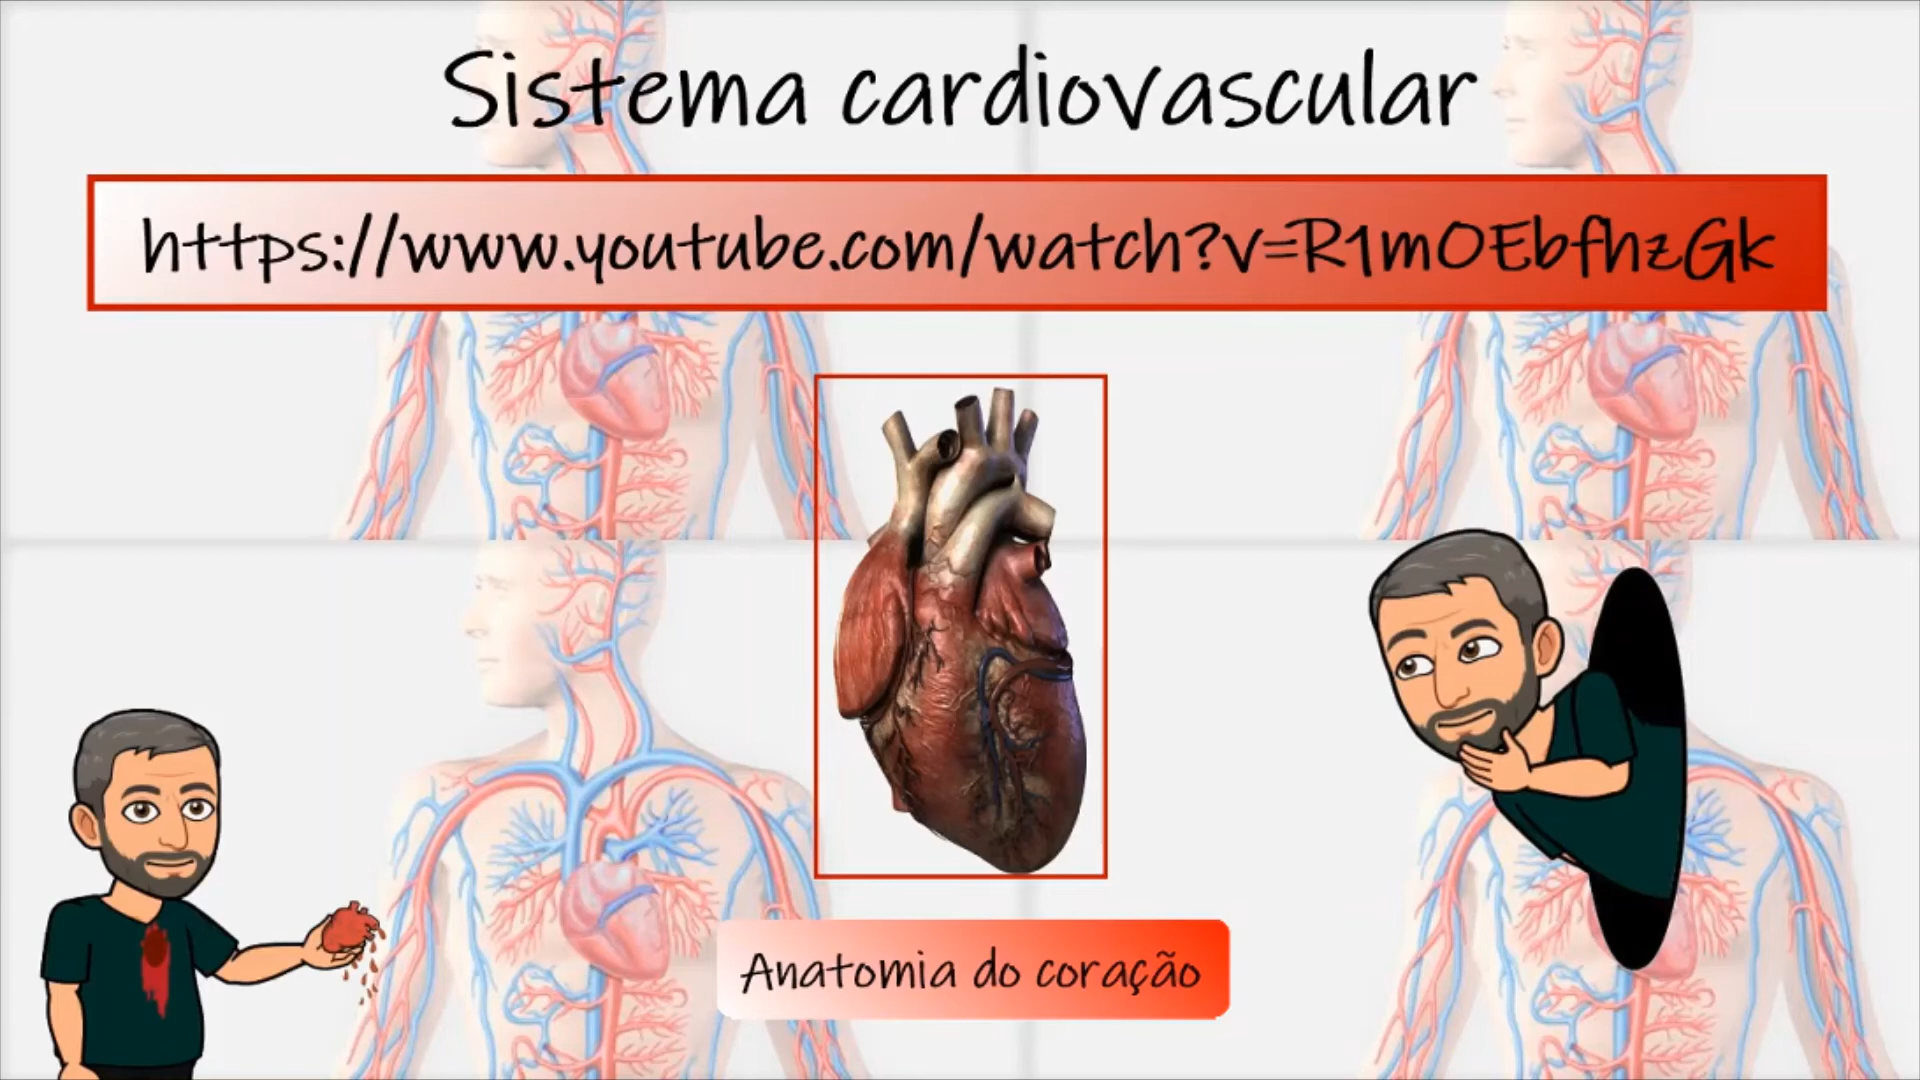 Sistema cardiovascular
https://www.youtube.com/watch?v=R1mOEbfhzGk
Anatomia do coração